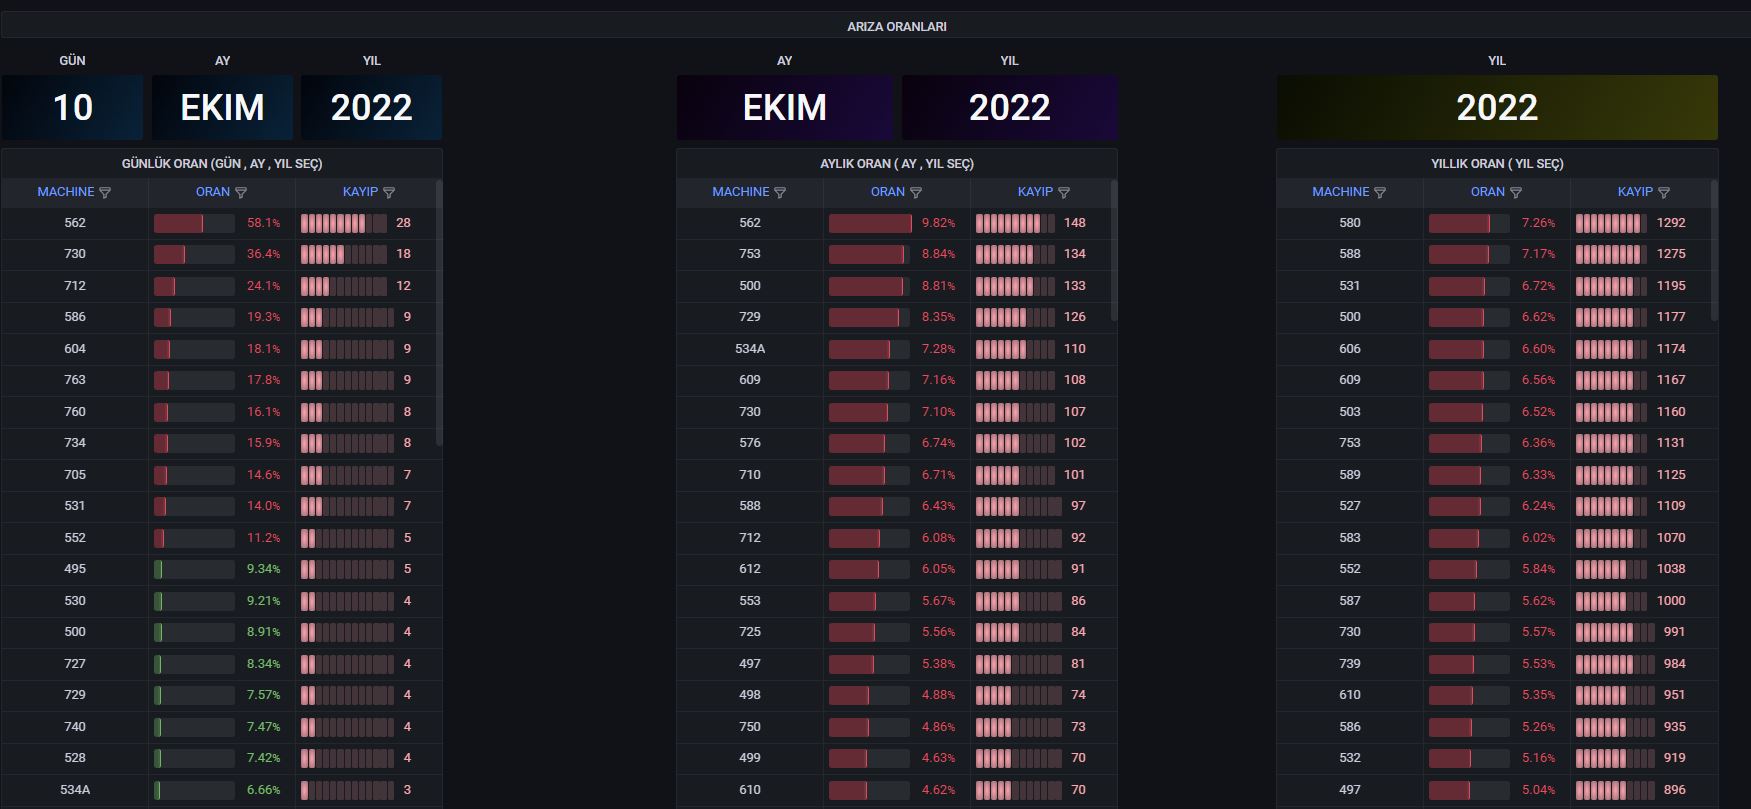 ARIZA ORANLARI
GÜN AY YIL
10 EKIM 2022
GÜNLÜK ORAN (GÜN , AY , YIL SEÇ)
MACHINE ORAN KAYIP
562 58.1% 28
730 36.4% 18
712 24.1% 12
586 19.3% 9
604 18.1% 9
763 17.8% 9
760 16.1% 8
734 15.9% 8
705 14.6% 7
531 14.0% 7
552 11.2% 5
495 9.34% 5
530 9.21% 4
500 8.91% 4
727 8.34% 4
729 7.57% 4
740 7.47% 4
528 7.42% 4
534A 6.66% 3
AY YIL
EKIM 2022
AYLIK ORAN ( AY , YIL SEÇ)
MACHINE ORAN KAYIP
562 9.82% 148
753 8.84% 134
500 8.81% 133
729 8.35% 126
534A 7.28% 110
609 7.16% 108
730 7.10% 107
576 6.74% 102
710 6.71% 101
588 6.43% 97
712 6.08% 92
612 6.05% 91
553 5.67% 86
725 5.56% 84
497 5.38% 81
498 4.88% 74
750 4.86% 73
499 4.63% 70
610 4.62% 70
YIL
2022
YILLIK ORAN ( YIL SEÇ)
MACHINE ORAN KAYIP
580 7.26% 1292
588 7.17% 1275
531 6.72% 1195
500 6.62% 1177
606 6.60% 1174
609 6.56% 1167
503 6.52% 1160
753 6.36% 1131
589 6.33% 1125
527 6.24% 1109
583 6.02% 1070
552 5.84% 1038
587 5.62% 1000
730 5.57% 991
739 5.53% 984
610 5.35% 951
586 5.26% 935
532 5.16% 919
497 5.04% 896